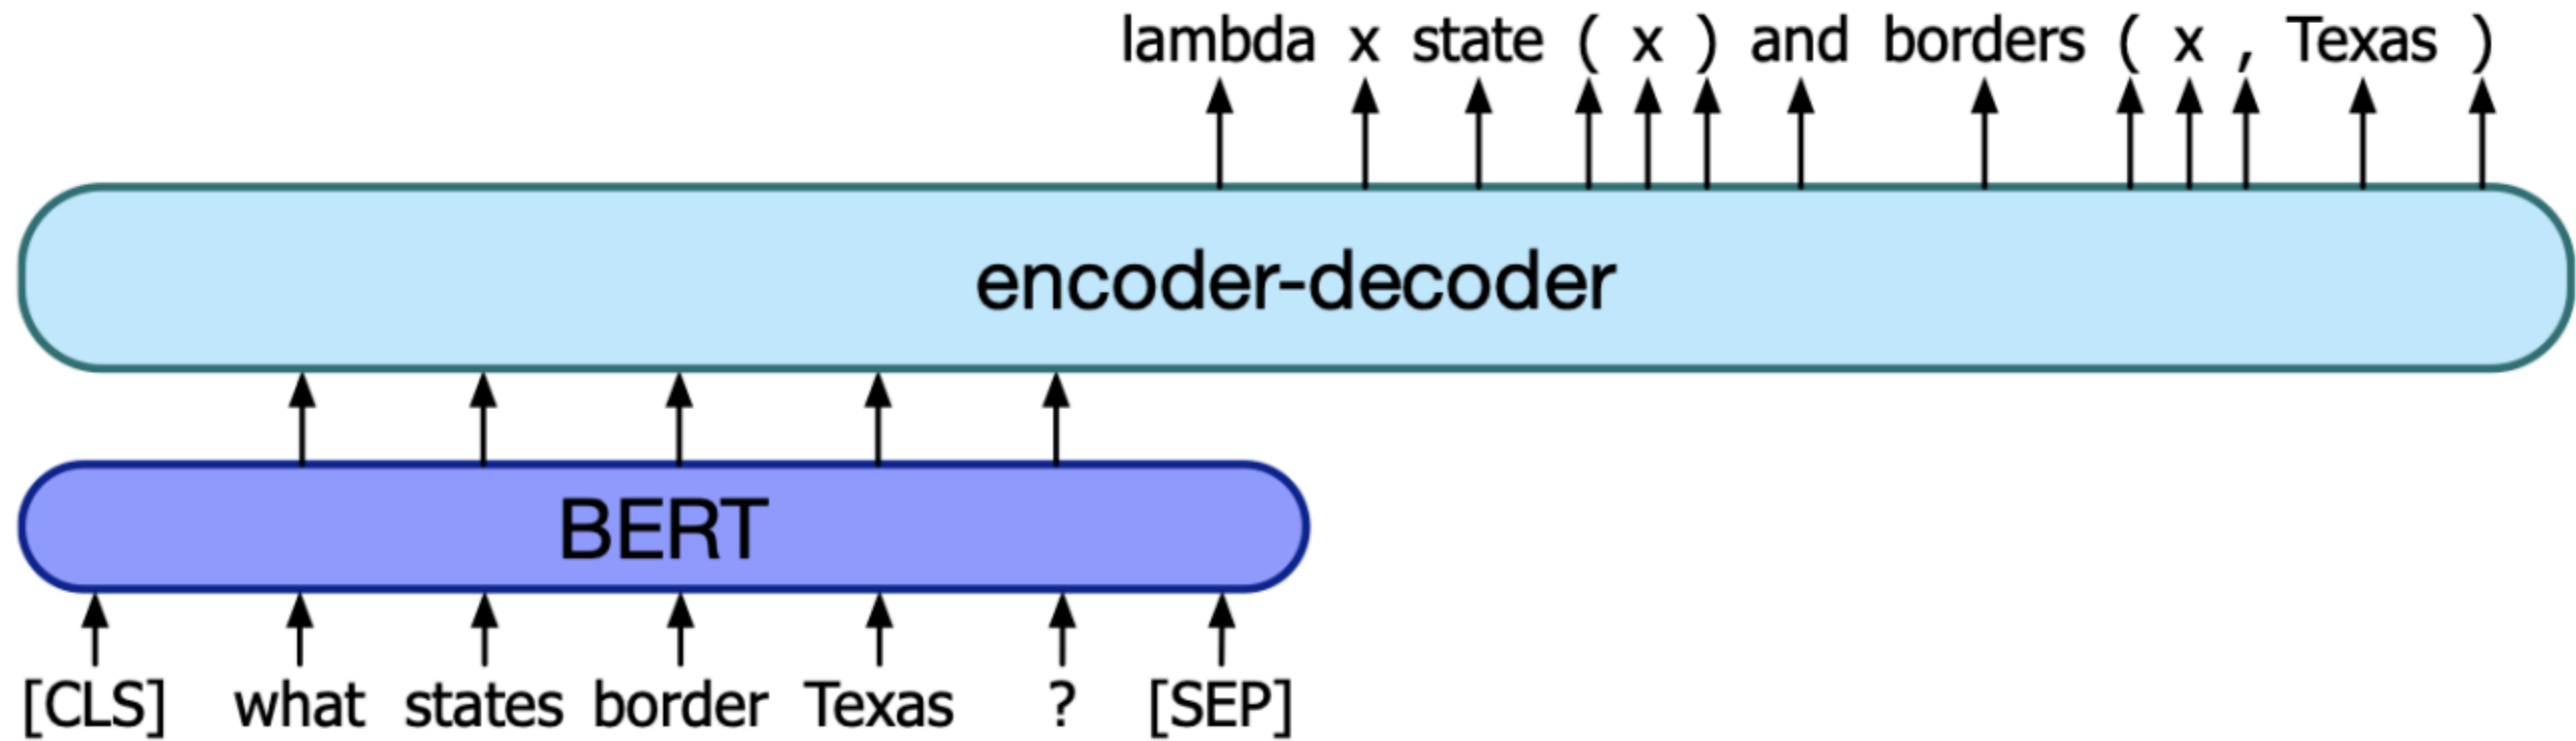 lambda x state ( x ) and borders ( x , Texas )
encoder-decoder
BERT
[CLS] what states border Texas ? [SEP]